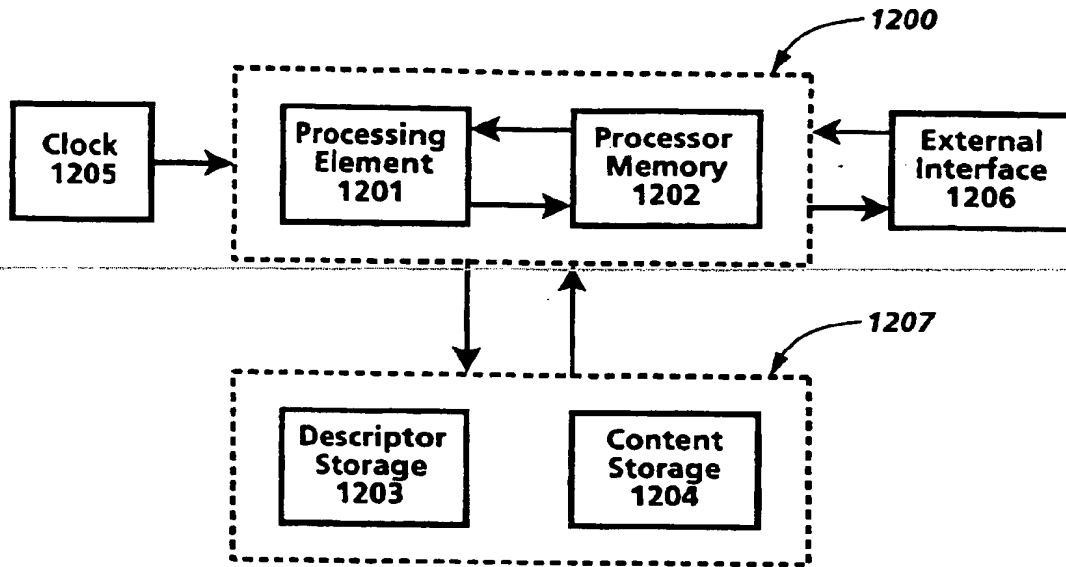 1200
Clock
1205
Processing
Element
1201
Processor
Memory
1202
External
Interface
1206
1207
Descriptor
Storage
1203
Content
Storage
1204